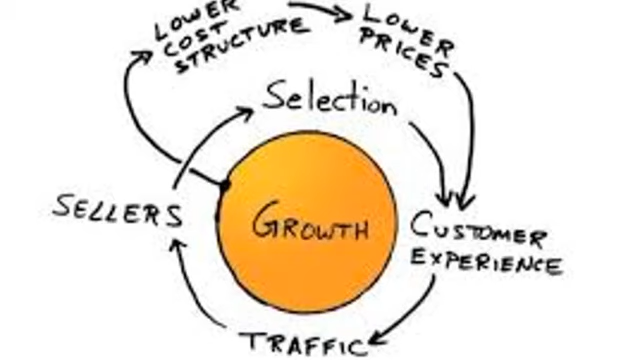 LOWER
COST
STRUCTURE
LOWER
PRICES
Selection
SELLERS
GROWTH
CUSTOMER
EXPERIENCE
TRAFFIC